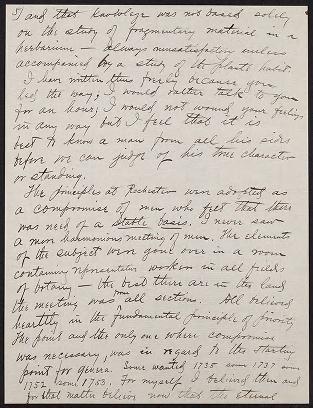 5) and that knowledge was not based solely
on the study of fragmentary material in a
herbarium — always unsatisfactory unless
accompanied by a study of the plants habit.
I have written thus freely because you
led the way; I would rather talk to you
for an hour; I would not wound your feelings
in any way but I feel that it is
best to know a man from all his sides
before we can judge of his true character
or standing.
The principles at Rochester were adopted as
a compromise of men who felt that there
was need of a stable basis. I never saw
a more harmonious meeting of men. The elements
of the subject were gone over in a room
containing representative workers in all fields
of botany — the best there are in the land
the meeting was from all sections. All believed
heartily in the fundamental principle of priority
The point and the only one where compromise
was necessary, was in regard to the starting
point for genera. Some wanted 1735 some 1737 some
1752 some 1753. For myself I believed then and
for that matter believe now that the eternal